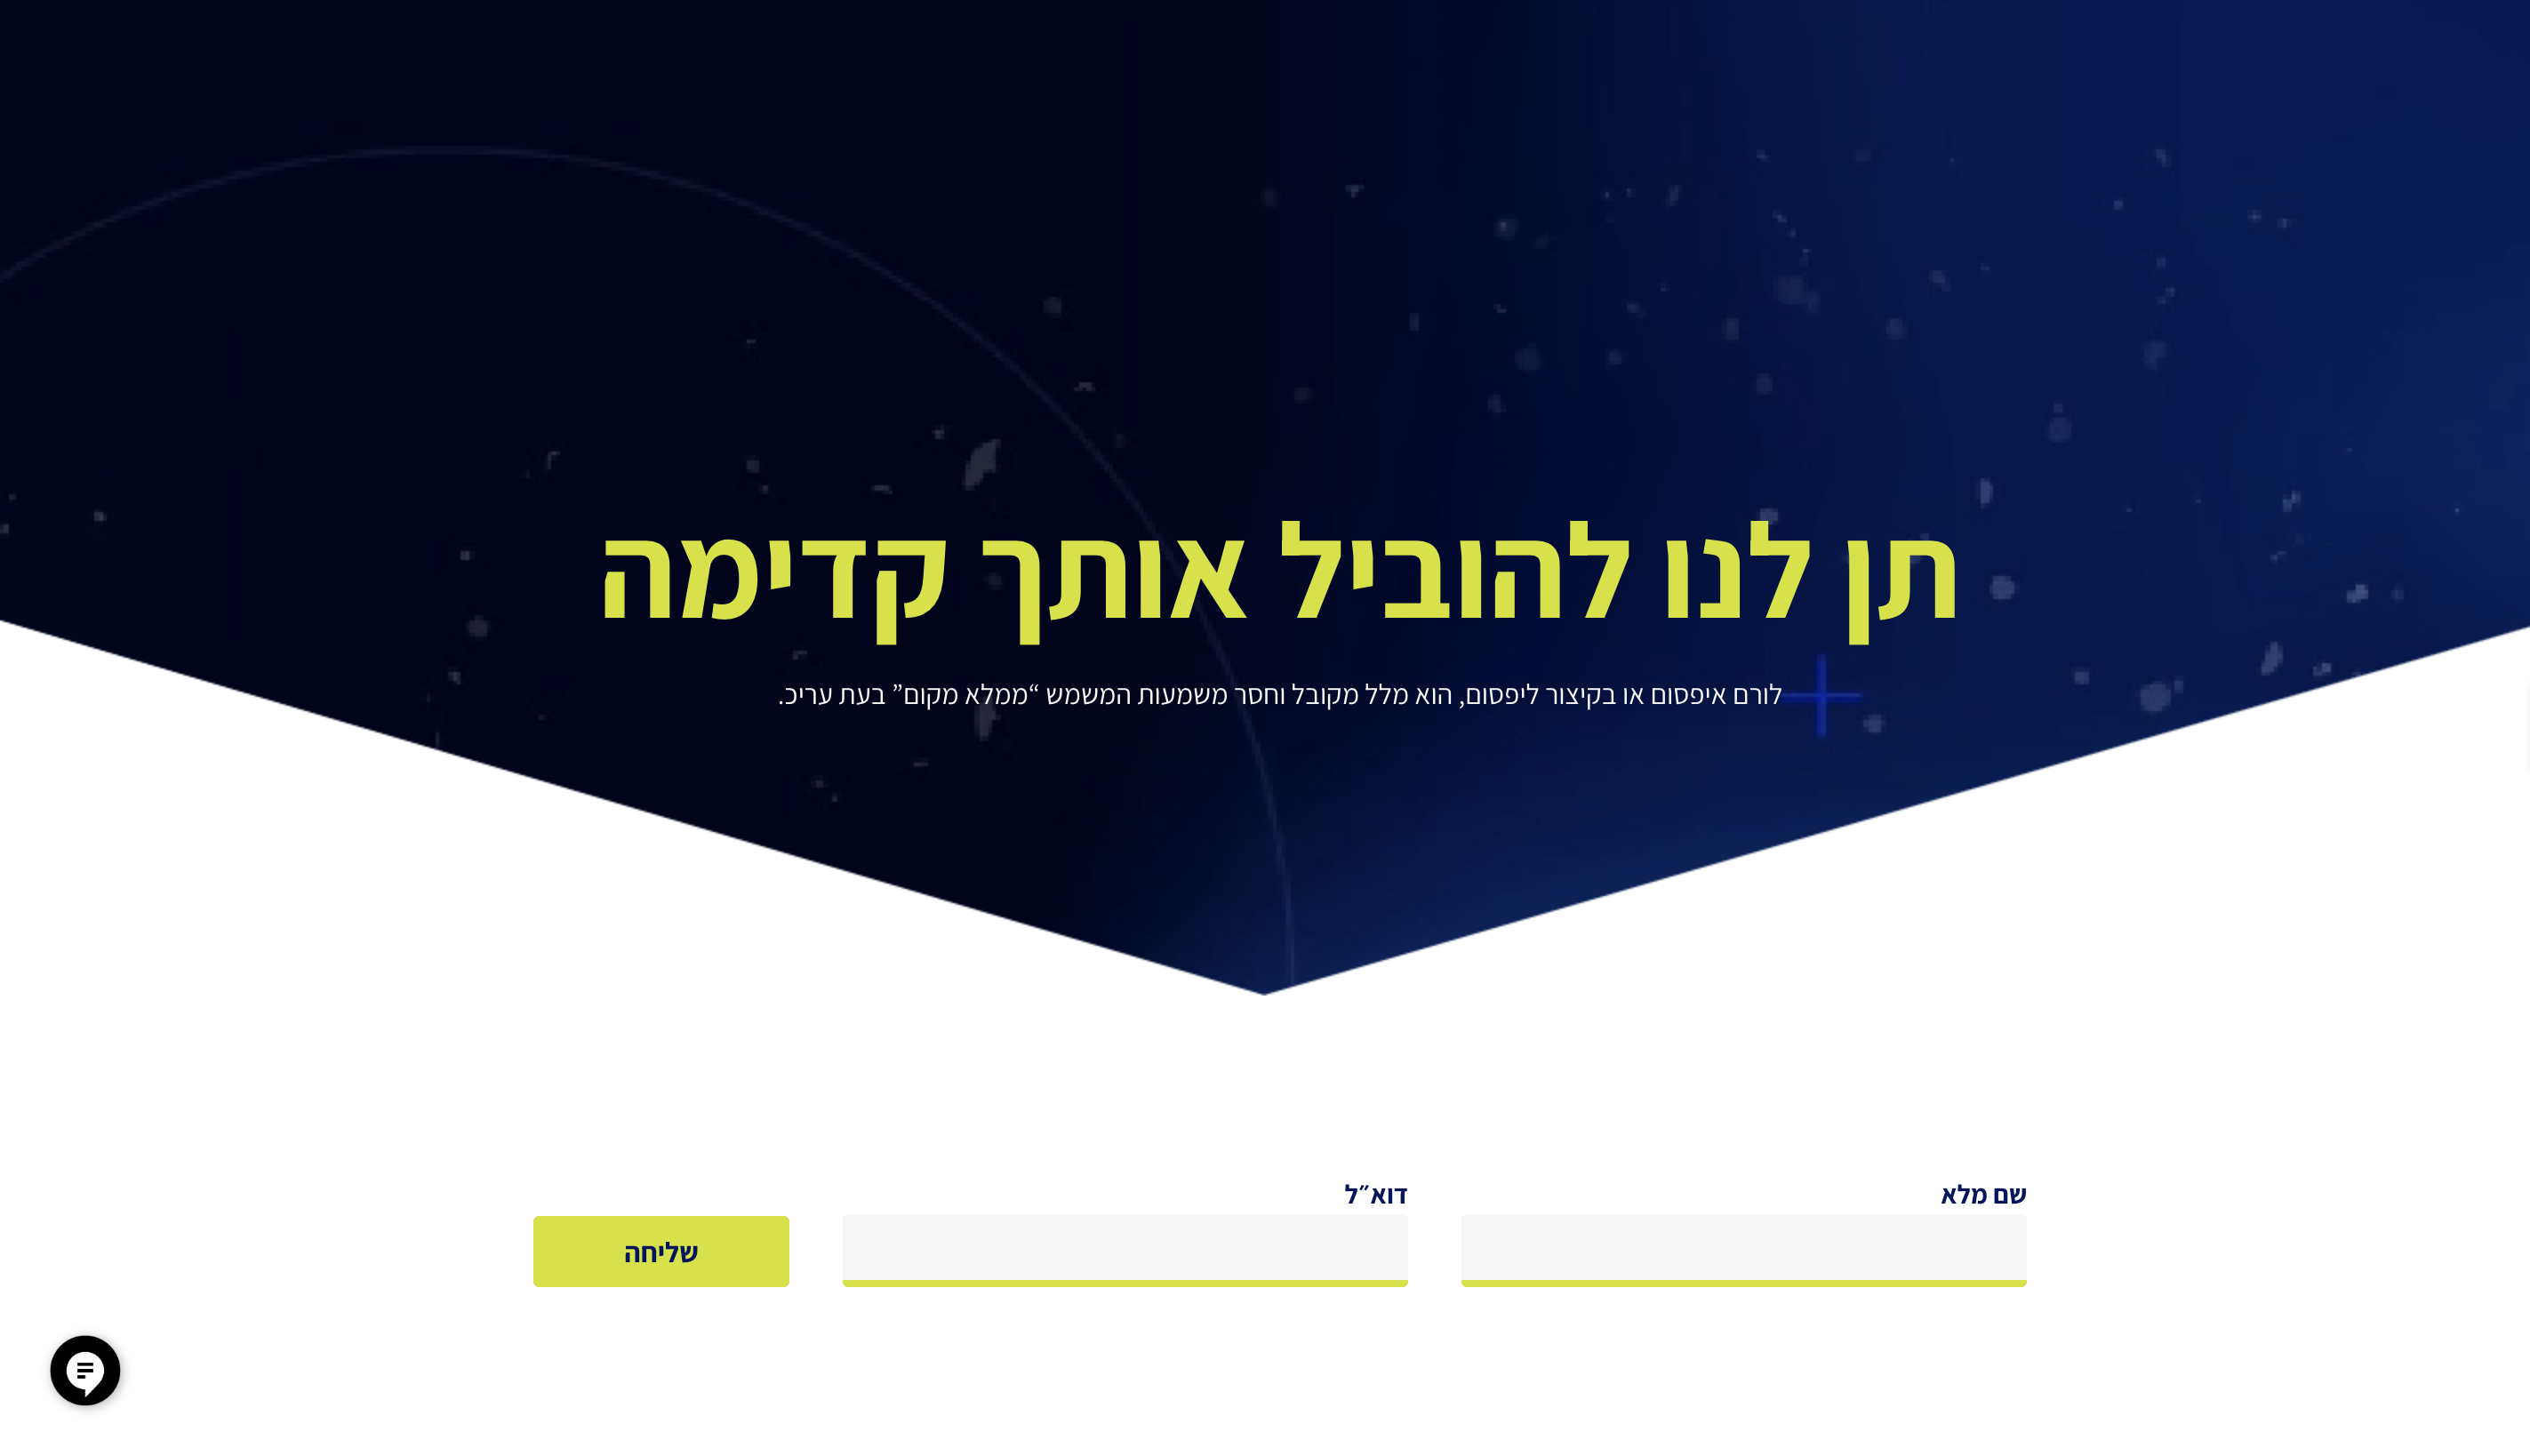 תן לנו להוביל אותך קדימה
לורם איפסום או בקיצור ליפסום, הוא מלל מקובל וחסר משמעות המשמש “ממלא מקום” בעת עריכ.
שם מלא
דוא״ל
שליחה